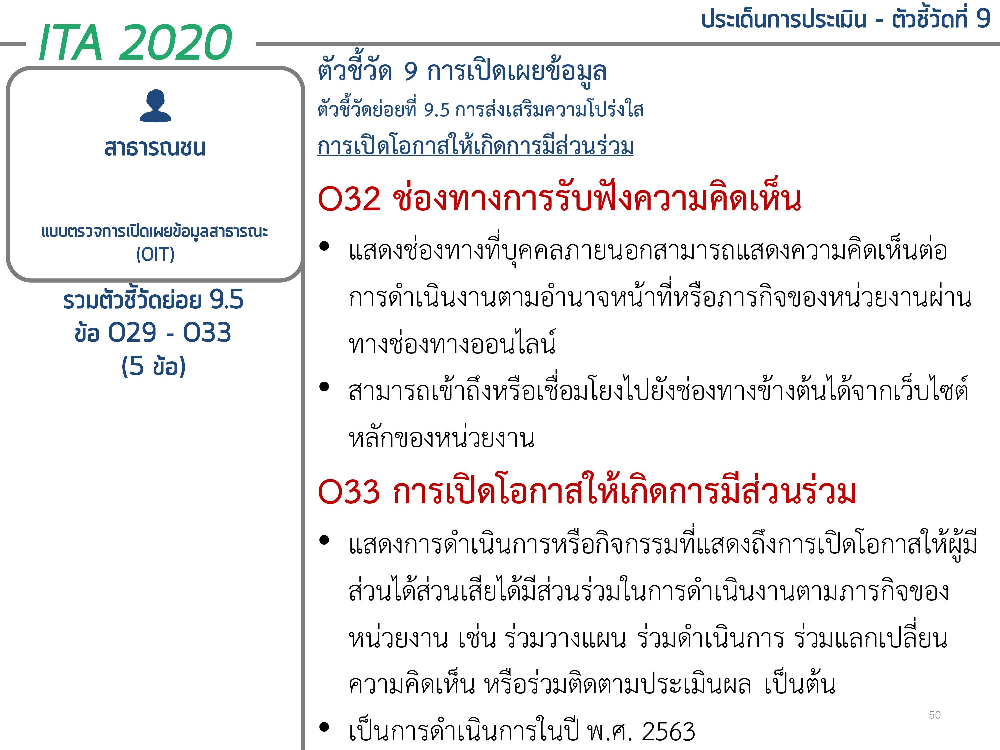 ประเด็นการประเมิน - ตัวชี้วัดที่ 9
ITA 2020
สาธารณชน
แบบตรวจการเปิดเผยข้อมูลสาธารณะ
(OIT)
รวมตัวชี้วัดย่อย 9.5
ข้อ O29 - O33
(5 ข้อ)
ตัวชี้วัด 9 การเปิดเผยข้อมูล
ตัวชี้วัดย่อยที่ 9.5 การส่งเสริมความโปร่งใส
การเปิดโอกาสให้เกิดการมีส่วนร่วม
O32 ช่องทางการรับฟังความคิดเห็น
• แสดงช่องทางที่บุคคลภายนอกสามารถแสดงความคิดเห็นต่อ
การดำเนินงานตามอำนาจหน้าที่หรือภารกิจของหน่วยงานผ่าน
ทางช่องทางออนไลน์
• สามารถเข้าถึงหรือเชื่อมโยงไปยังช่องทางข้างต้นได้จากเว็บไซต์
หลักของหน่วยงาน
O33 การเปิดโอกาสให้เกิดการมีส่วนร่วม
• แสดงการดำเนินการหรือกิจกรรมที่แสดงถึงการเปิดโอกาสให้ผู้มี
ส่วนได้ส่วนเสียได้มีส่วนร่วมในการดำเนินงานตามภารกิจของ
หน่วยงาน เช่น ร่วมวางแผน ร่วมดำเนินการ ร่วมแลกเปลี่ยน
ความคิดเห็น หรือร่วมติดตามประเมินผล เป็นต้น
• เป็นการดำเนินการในปี พ.ศ. 2563
50